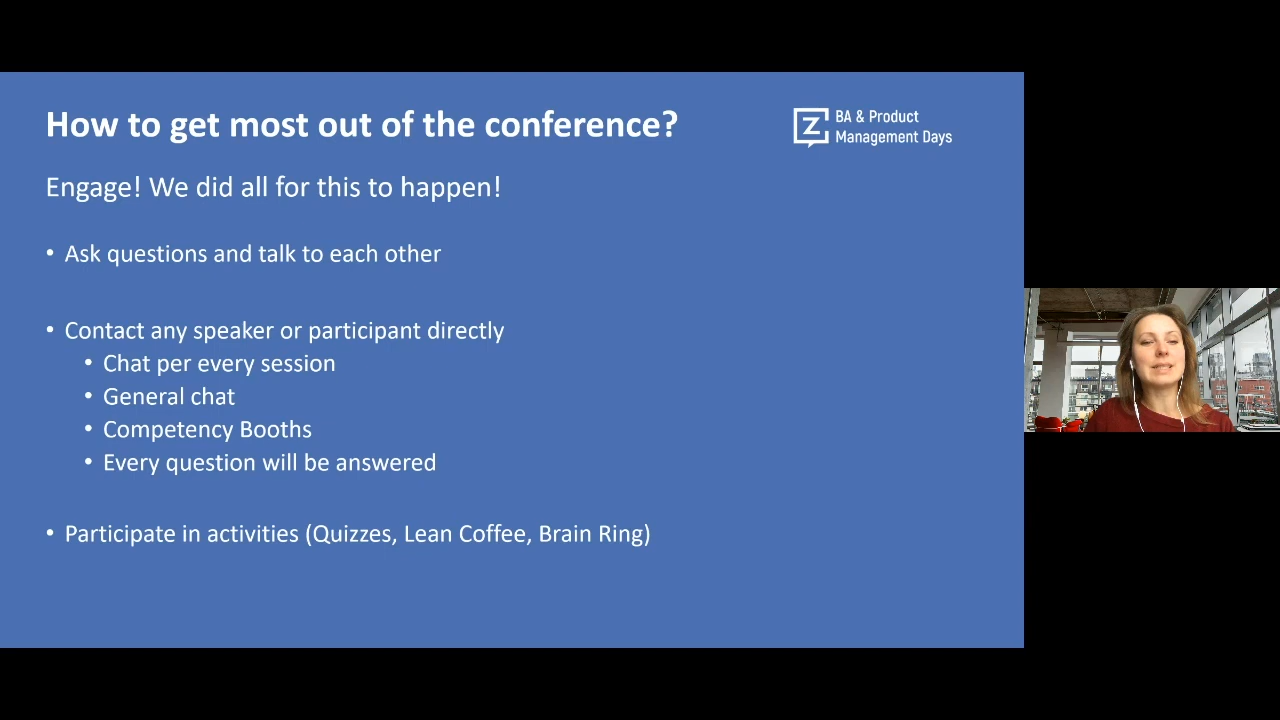 How to get most out of the conference?
BA & Product
Management Days
Engage! We did all for this to happen!
• Ask questions and talk to each other
• Contact any speaker or participant directly
• Chat per every session
• General chat
• Competency Booths
• Every question will be answered
• Participate in activities (Quizzes, Lean Coffee, Brain Ring)